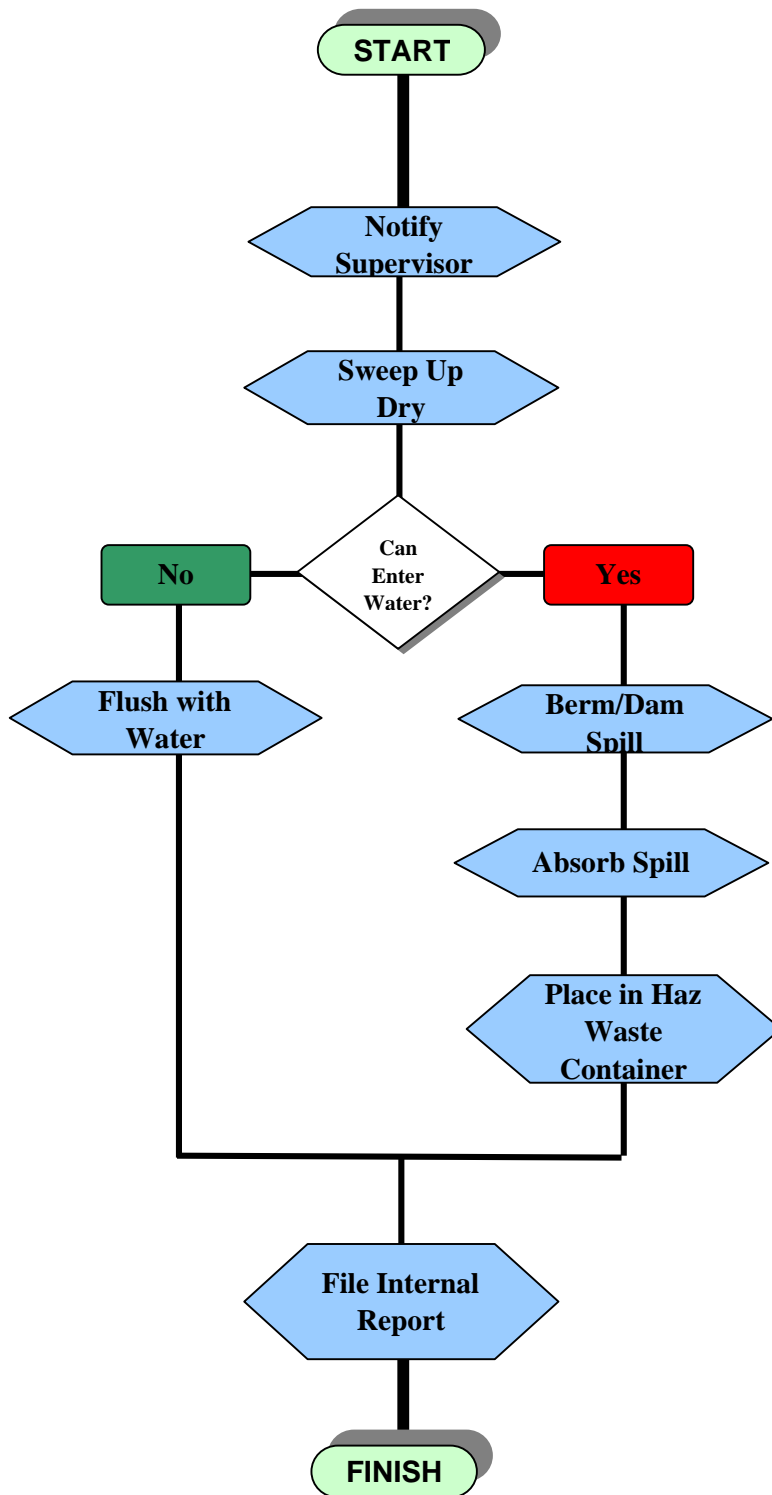 START
Notify
Supervisor
Sweep Up
Dry
Can
Enter
Water?
No
Yes
Flush with
Water
Berm/Dam
Spill
Absorb Spill
Place in Haz
Waste
Container
File Internal
Report
FINISH